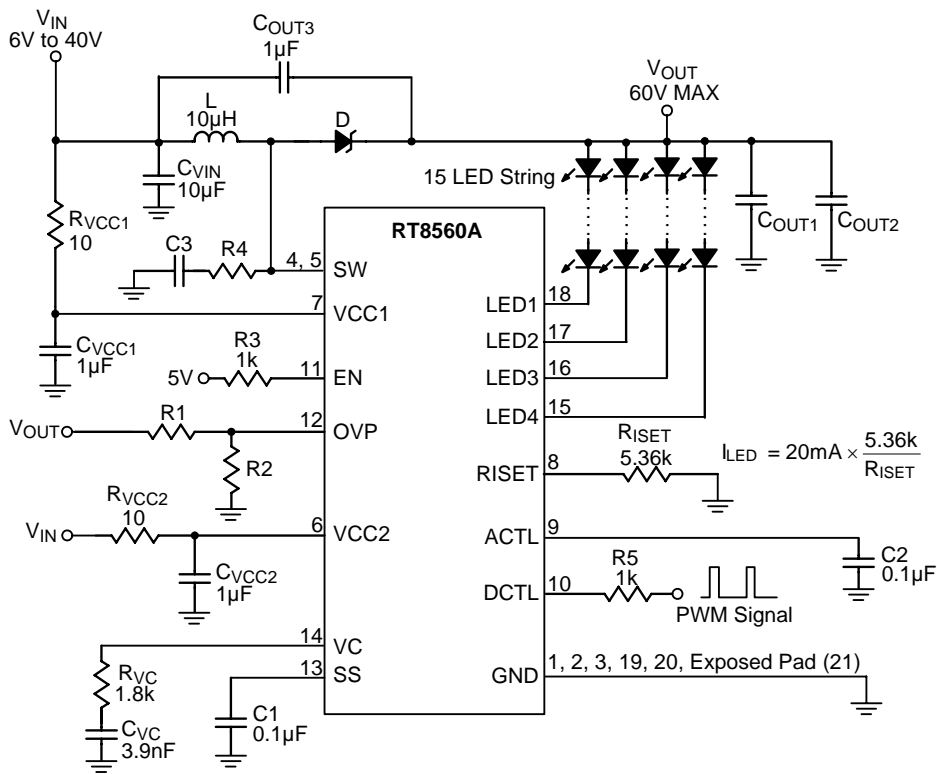 VIN
6V to 40V
COUT3
1µF
VOUT
60V MAX
L
10µH
D
CVIN
10µF
15 LED String
RVCC1
10
COUT1
COUT2
RT8560A
C3
R4
4, 5
SW
LED1
18
7
VCC1
CVCC1
1µF
LED2
17
R3
1k
5V
11
EN
LED3
16
LED4
15
R1
VOUT
12
OVP
R2
RISET
5.36k
RISET
8
ILED = 20mA × 5.36k
RISET
RVCC2
10
VIN
6
VCC2
CVCC2
1µF
ACTL
9
C2
0.1µF
R5
1k
DCTL
10
PWM Signal
14
VC
13
SS
RVC
1.8k
CVC
3.9nF
C1
0.1µF
GND
1, 2, 3, 19, 20, Exposed Pad (21)